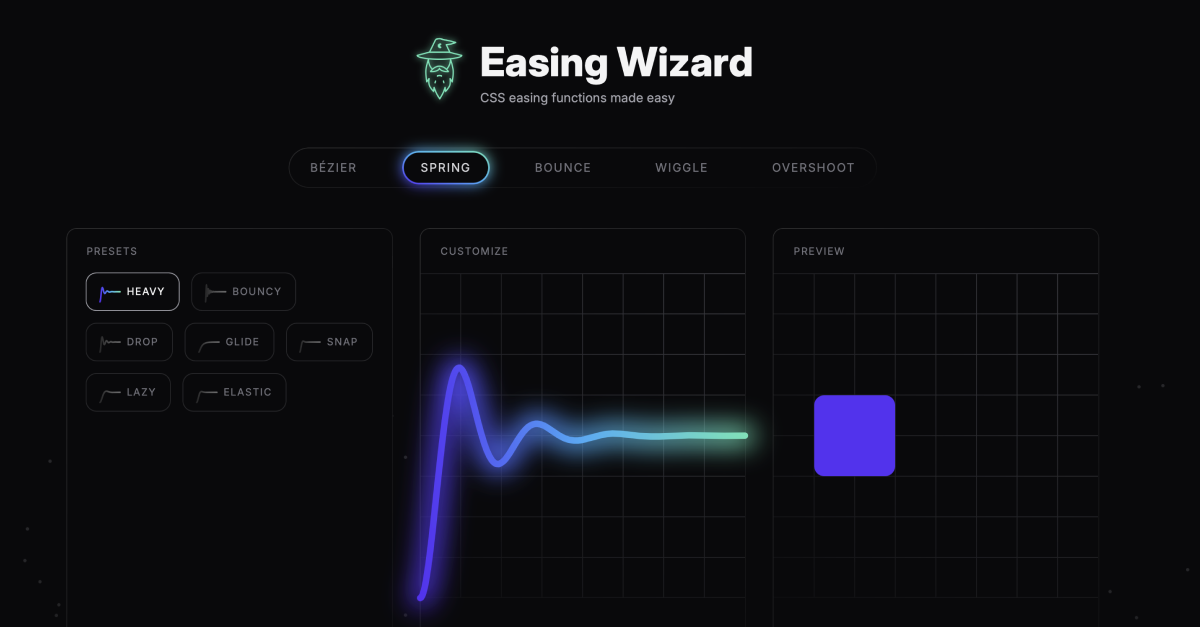 Easing Wizard
CSS easing functions made easy
BÉZIER SPRING BOUNCE WIGGLE OVERSHOOT
PRESETS
HEAVY BOUNCY
DROP GLIDE SNAP
LAZY ELASTIC
CUSTOMIZE
PREVIEW